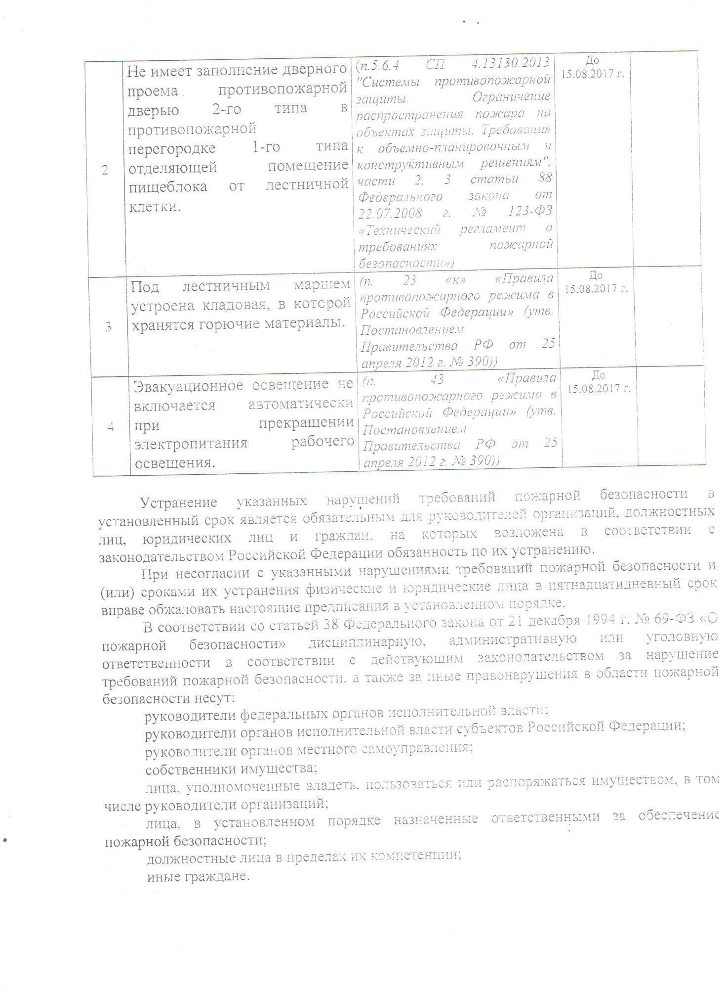 2
Не имеет заполнение дверного
проема противопожарной
дверью 2-го типа в
противопожарной
перегородке 1-го типа
отделяющей помещение
пищеблока от лестничной
клетки.
(п.5.6.4 СП 4.13130.2013
"Системы противопожарной
защиты. Ограничение
распространения пожара на
объектах защиты. Требования
к объемно-планировочным и
конструктивным решениям",
части 2, 3 статьи 88
Федерального закона от
22.07.2008 г. № 123-ФЗ
«Технический регламент о
требованиях пожарной
безопасности»)
До
15.08.2017 г.
3
Под лестничным маршем
устроена кладовая, в которой
хранятся горючие материалы.
(п. 23 «к» «Правила
противопожарного режима в
Российской Федерации» (утв.
Постановлением
Правительства РФ от 25
апреля 2012 г. № 390))
До
15.08.2017 г.
4
Эвакуационное освещение не
включается автоматически
при прекращении
электропитания рабочего
освещения.
(п. 43 «Правила
противопожарного режима в
Российской Федерации» (утв.
Постановлением
Правительства РФ от 25
апреля 2012 г. № 390))
До
15.08.2017 г.
Устранение указанных нарушений требований пожарной безопасности в
установленный срок является обязательным для руководителей организаций, должностных
лиц, юридических лиц и граждан, на которых возложена в соответствии с
законодательством Российской Федерации обязанность по их устранению.
При несогласии с указанными нарушениями требований пожарной безопасности и
(или) сроками их устранения физические и юридические лица в пятнадцатидневный срок
вправе обжаловать настоящие предписания в установленном порядке.
В соответствии со статьей 38 Федерального закона от 21 декабря 1994 г. № 69-ФЗ «О
пожарной безопасности» дисциплинарную, административную или уголовную
ответственности в соответствии с действующим законодательством за нарушение
требований пожарной безопасности, а также за иные правонарушения в области пожарной
безопасности несут:
руководители федеральных органов исполнительной власти;
руководители органов исполнительной власти субъектов Российской Федерации;
руководители органов местного самоуправления;
собственники имущества;
лица, уполномоченные владеть, пользоваться или распоряжаться имуществом, в том
числе руководители организаций;
лица, в установленном порядке назначенные ответственными за обеспечение
пожарной безопасности;
должностные лица в пределах их компетенции;
иные граждане.